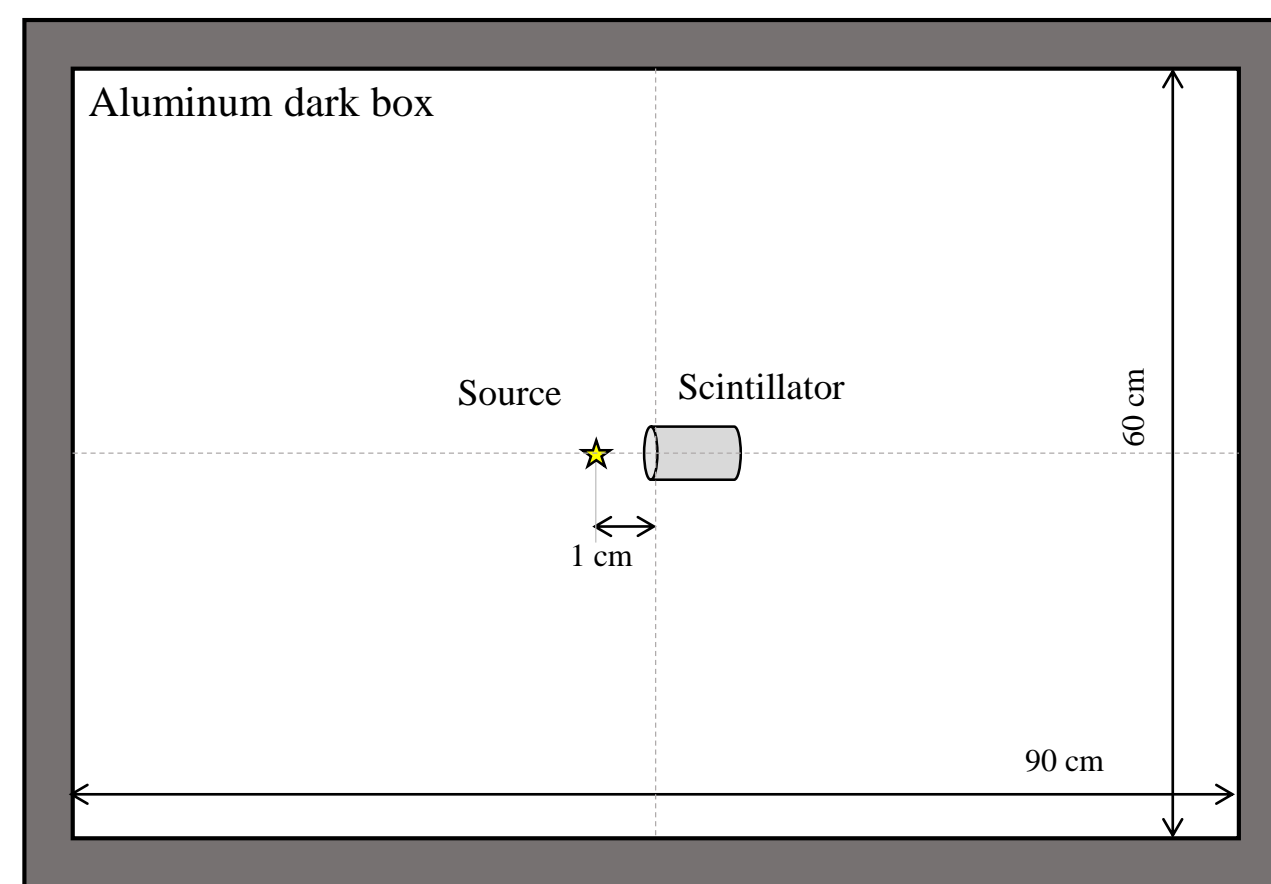 Aluminum dark box
Source
Scintillator
60 cm
1 cm
90 cm